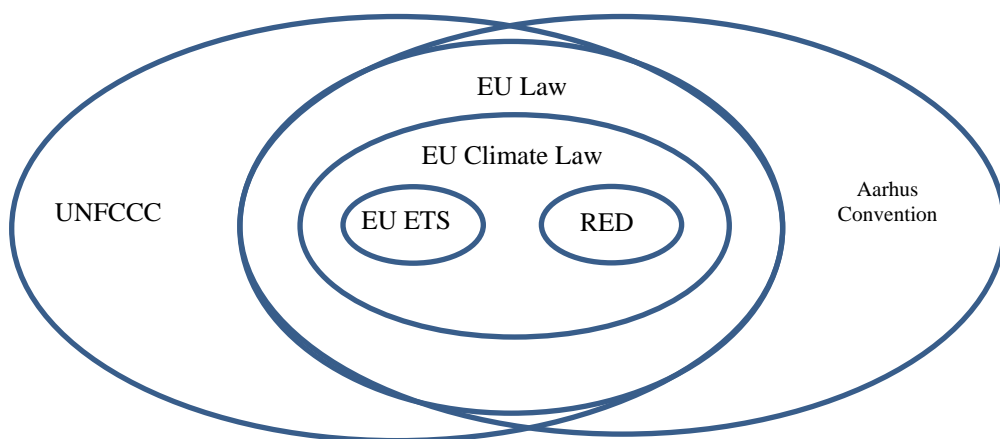 EU Law
EU Climate Law
UNFCCC
EU ETS
RED
Aarhus
Convention